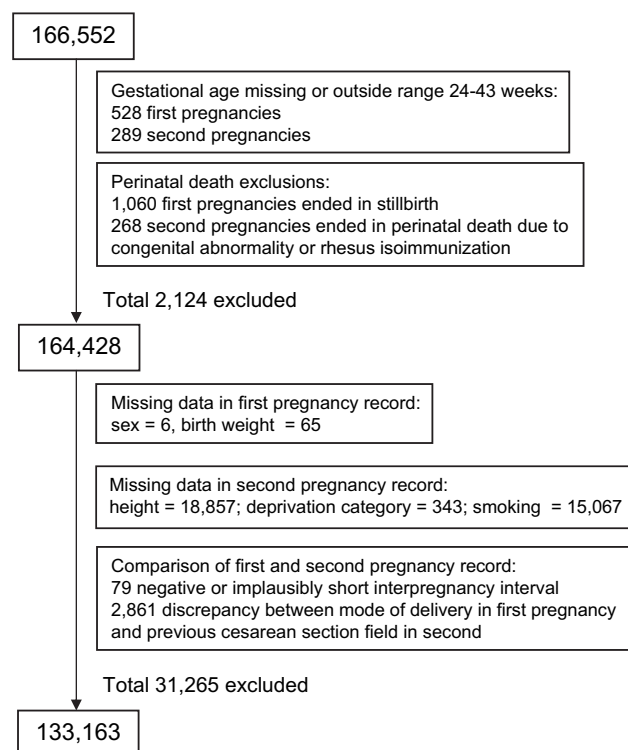 166,552
Gestational age missing or outside range 24-43 weeks:
528 first pregnancies
289 second pregnancies
Perinatal death exclusions:
1,060 first pregnancies ended in stillbirth
268 second pregnancies ended in perinatal death due to
congenital abnormality or rhesus isoimmunization
Total 2,124 excluded
164,428
Missing data in first pregnancy record:
sex = 6, birth weight = 65
Missing data in second pregnancy record:
height = 18,857; deprivation category = 343; smoking = 15,067
Comparison of first and second pregnancy record:
79 negative or implausibly short interpregnancy interval
2,861 discrepancy between mode of delivery in first pregnancy
and previous cesarean section field in second
Total 31,265 excluded
133,163